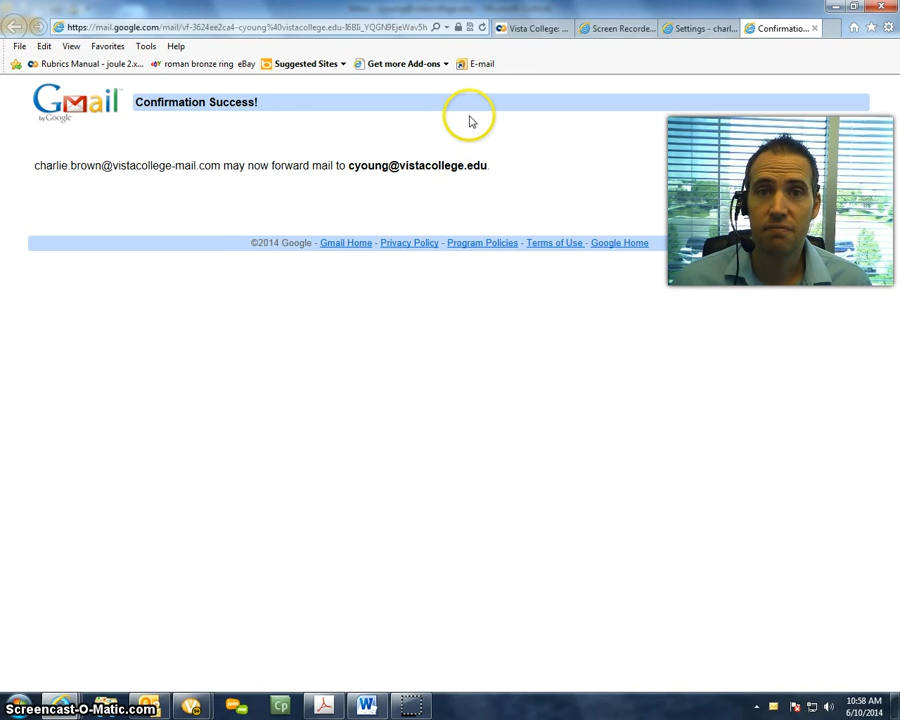 https://mail.google.com/mail/vf-3624ee2ca4-cyoung%40vistacollege.edu-I6BIi_YQGN9EjeWav5h
Vista College: ...
Screen Recorde...
Settings - charl...
Confirmatio...
File Edit View Favorites Tools Help
Rubrics Manual - joule 2.x... roman bronze ring eBay Suggested Sites Get more Add-ons E-mail
Gmail
by Google
Confirmation Success!
charlie.brown@vistacollege-mail.com may now forward mail to cyoung@vistacollege.edu.
©2014 Google - Gmail Home - Privacy Policy - Program Policies - Terms of Use - Google Home
Screencast-O-Matic.com
Cp
10:58 AM
6/10/2014